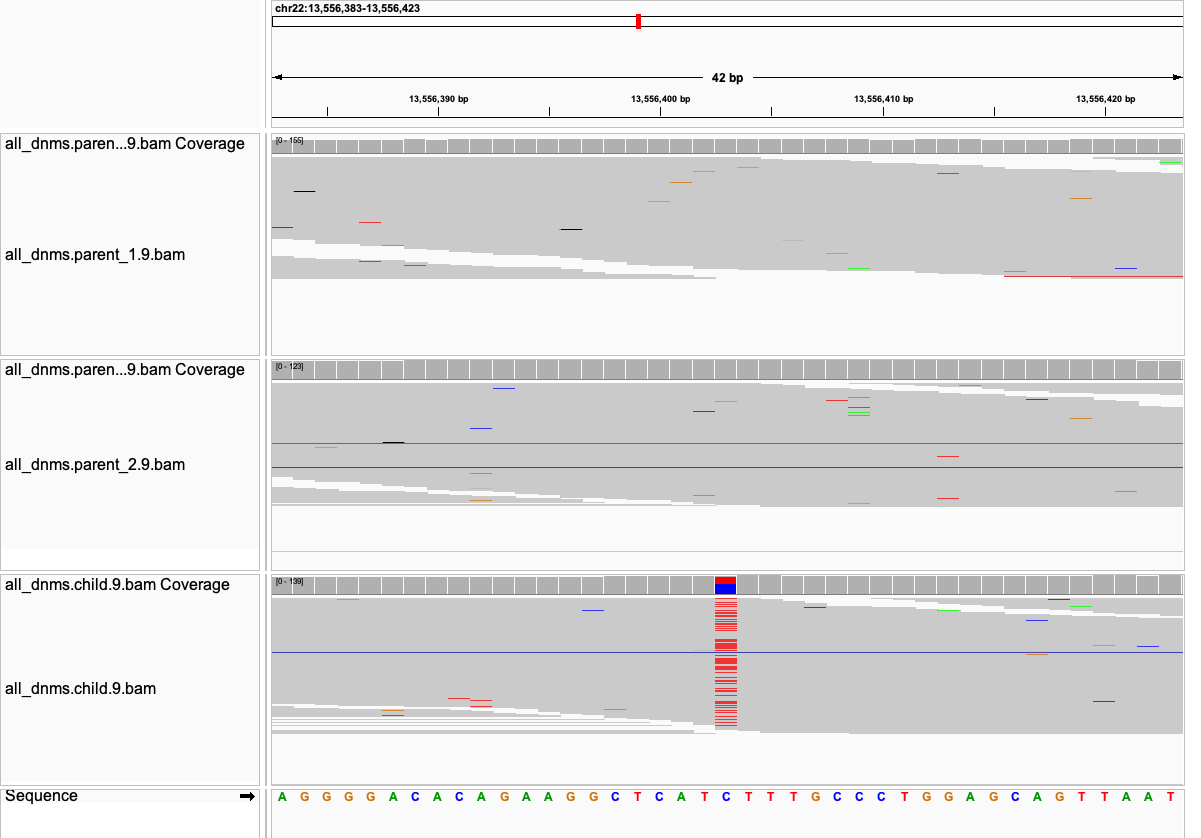 chr22:13,556,383-13,556,423
42 bp
13,556,390 bp 13,556,400 bp 13,556,410 bp 13,556,420 bp
all_dnms.paren...9.bam Coverage
[0 - 155]
all_dnms.parent_1.9.bam
all_dnms.paren...9.bam Coverage
[0 - 123]
all_dnms.parent_2.9.bam
all_dnms.child.9.bam Coverage
[0 - 139]
all_dnms.child.9.bam
Sequence A G G G G A C A C A G A A G G C T C A T C T T T G C C C T G G A G C A G T T A A T